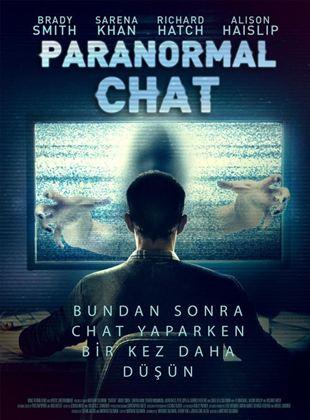 BRADY SMITH
SARENA KHAN
RICHARD HATCH
ALISON HAISLIP
PARANORMAL
CHAT
BUNDAN SONRA
CHAT YAPARKEN
BİR KEZ DAHA
DÜŞÜN